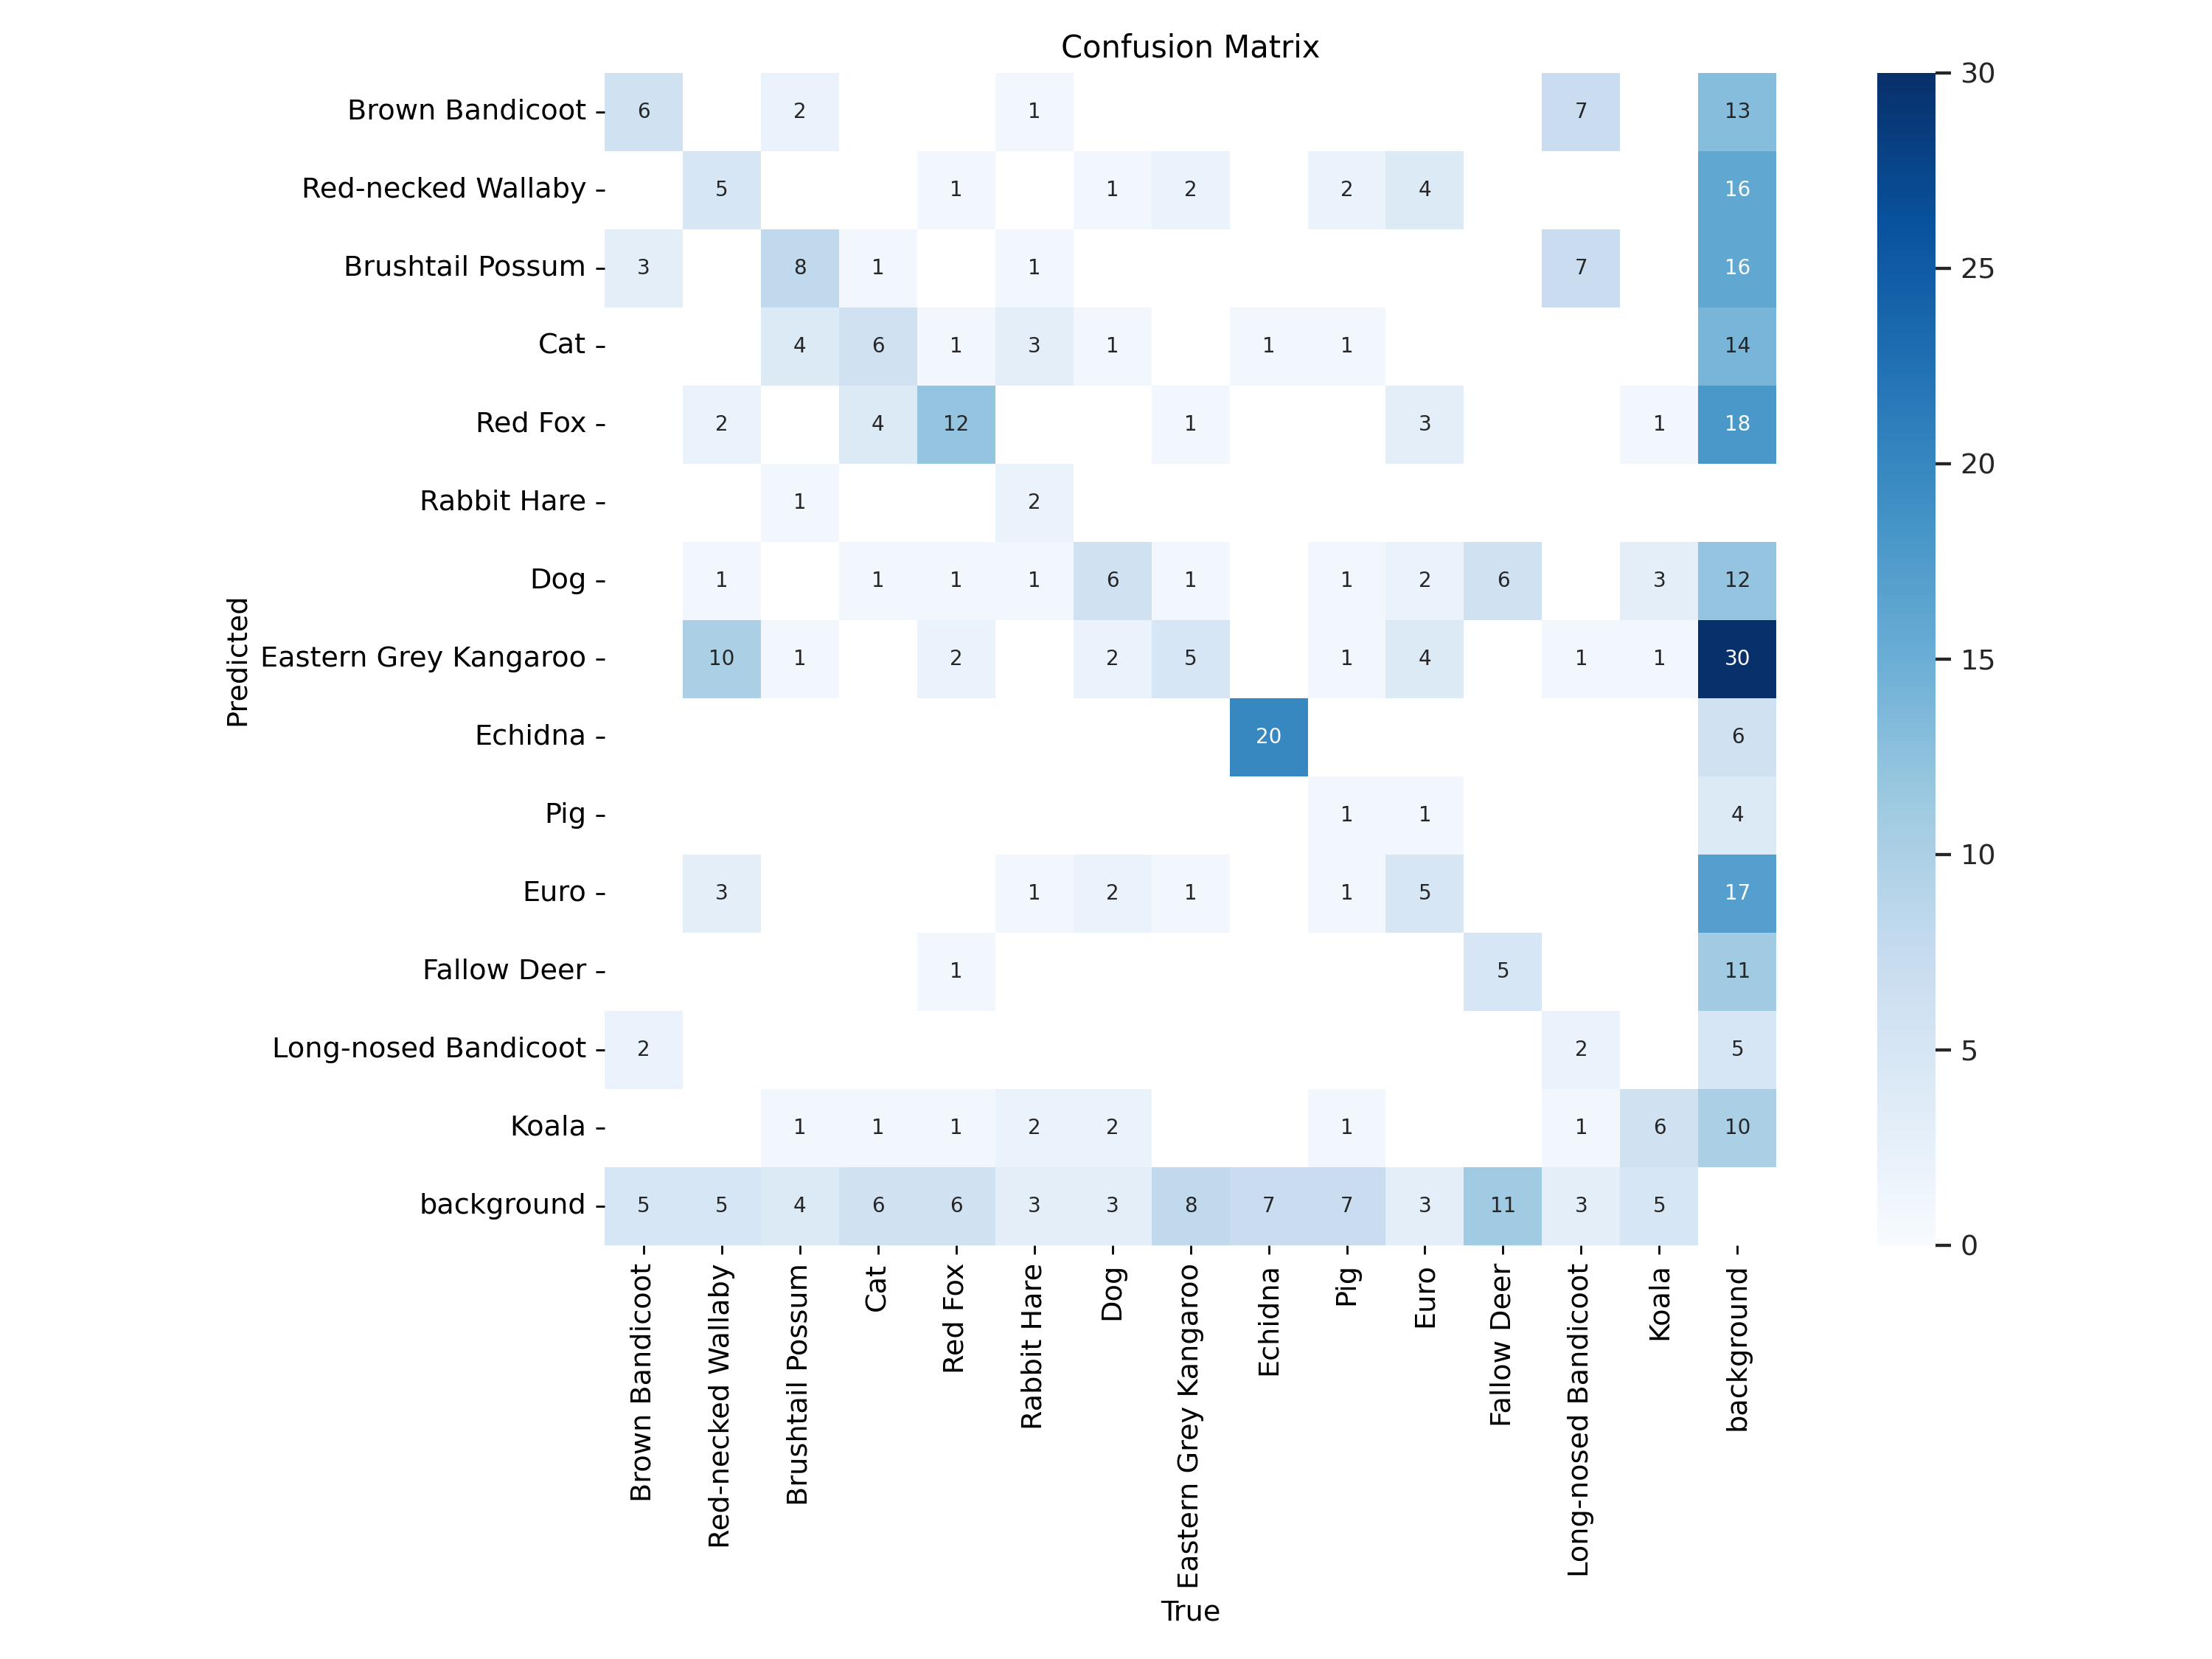 Confusion Matrix
Brown Bandicoot 6 2 1 7 13
Red-necked Wallaby 5 1 1 2 2 4 16
Brushtail Possum 3 8 1 1 7 16
Cat 4 6 1 3 1 1 1 14
Red Fox 2 4 12 1 3 1 18
Rabbit Hare 1 2
Dog 1 1 1 1 6 1 1 2 6 3 12
Eastern Grey Kangaroo 10 1 2 2 5 1 4 1 1 30
Echidna 20 6
Pig 1 1 4
Euro 3 1 2 1 1 5 17
Fallow Deer 1 5 11
Long-nosed Bandicoot 2 2 5
Koala 1 1 1 2 2 1 1 6 10
background 5 5 4 6 6 3 3 8 7 7 3 11 3 5
Predicted
Brown Bandicoot
Red-necked Wallaby
Brushtail Possum
Cat
Red Fox
Rabbit Hare
Dog
Eastern Grey Kangaroo
Echidna
Pig
Euro
Fallow Deer
Long-nosed Bandicoot
Koala
background
True
30
25
20
15
10
5
0